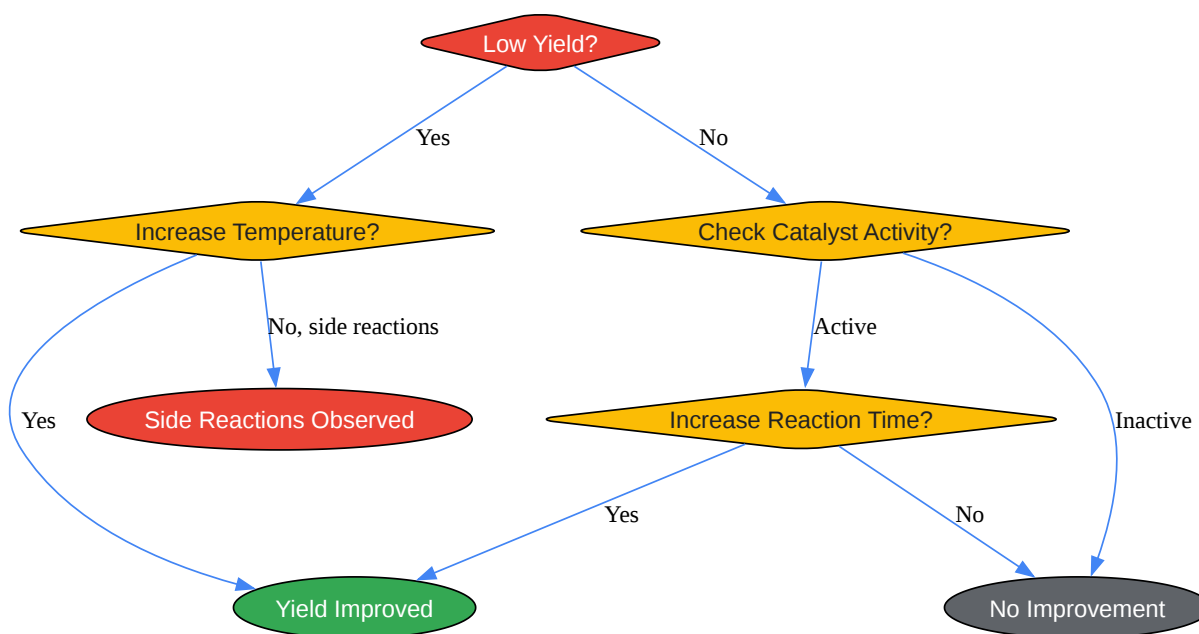 Low Yield?
Yes
No
Increase Temperature?
Check Catalyst Activity?
No, side reactions
Active
Yes
Side Reactions Observed
Increase Reaction Time?
Inactive
Yes
No
Yield Improved
No Improvement